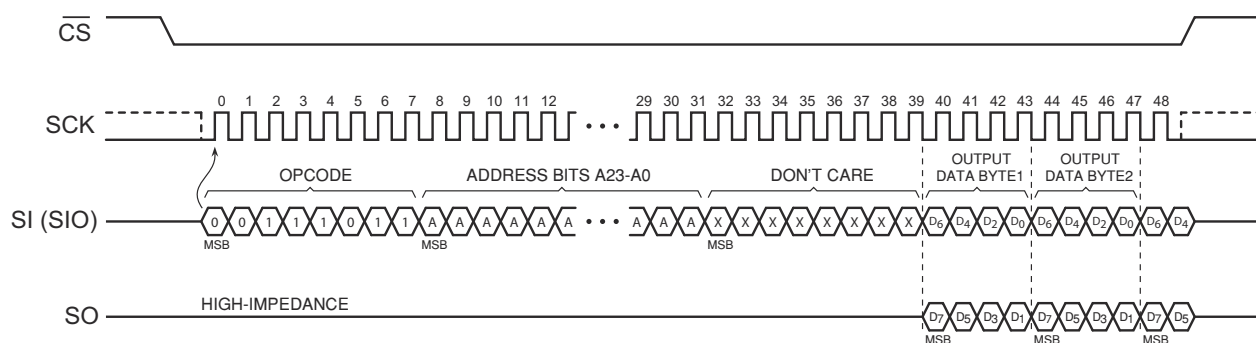 CS
0 1 2 3 4 5 6 7 8 9 10 11 12 29 30 31 32 33 34 35 36 37 38 39 40 41 42 43 44 45 46 47 48
SCK
OPCODE ADDRESS BITS A23-A0 DON'T CARE OUTPUT DATA BYTE1 OUTPUT DATA BYTE2
SI (SIO) 0 0 1 1 1 0 1 1 A A A A A A A A A X X X X X X X X D6 D4 D2 D0 D6 D4 D2 D0 D6 D4
MSB MSB MSB
HIGH-IMPEDANCE
SO D7 D5 D3 D1 D7 D5 D3 D1 D7 D5
MSB MSB MSB